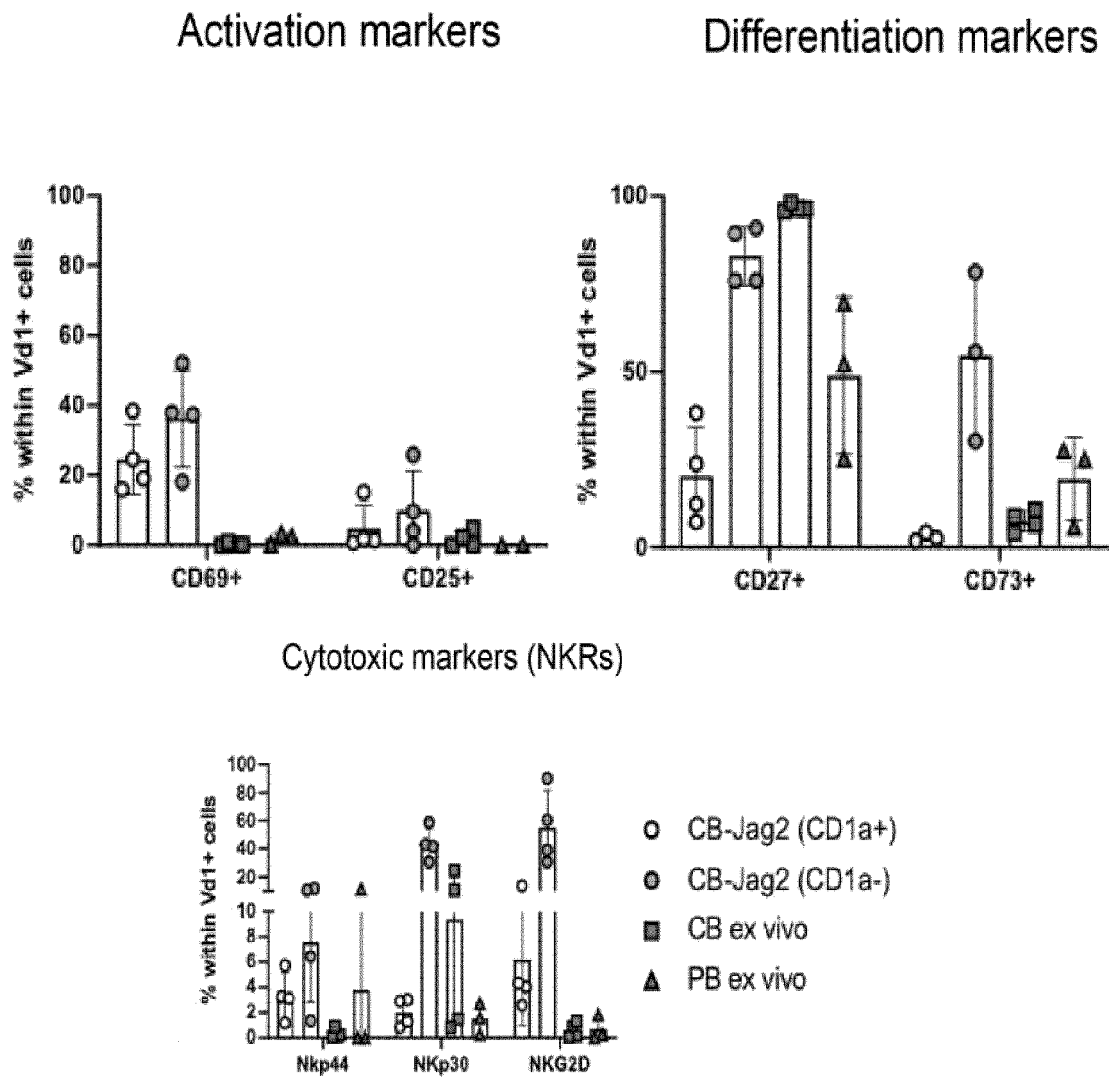 Activation markers
Differentiation markers
% within Vd1+ cells
100
80
60
40
20
0
CD69+
CD25+
% within Vd1+ cells
100
50
0
CD27+
CD73+
Cytotoxic markers (NKRs)
% within Vd1+ cells
100
80
60
40
20
10
8
6
4
2
0
Nkp44
NKp30
NKG2D
CB-Jag2 (CD1a+)
CB-Jag2 (CD1a-)
CB ex vivo
PB ex vivo